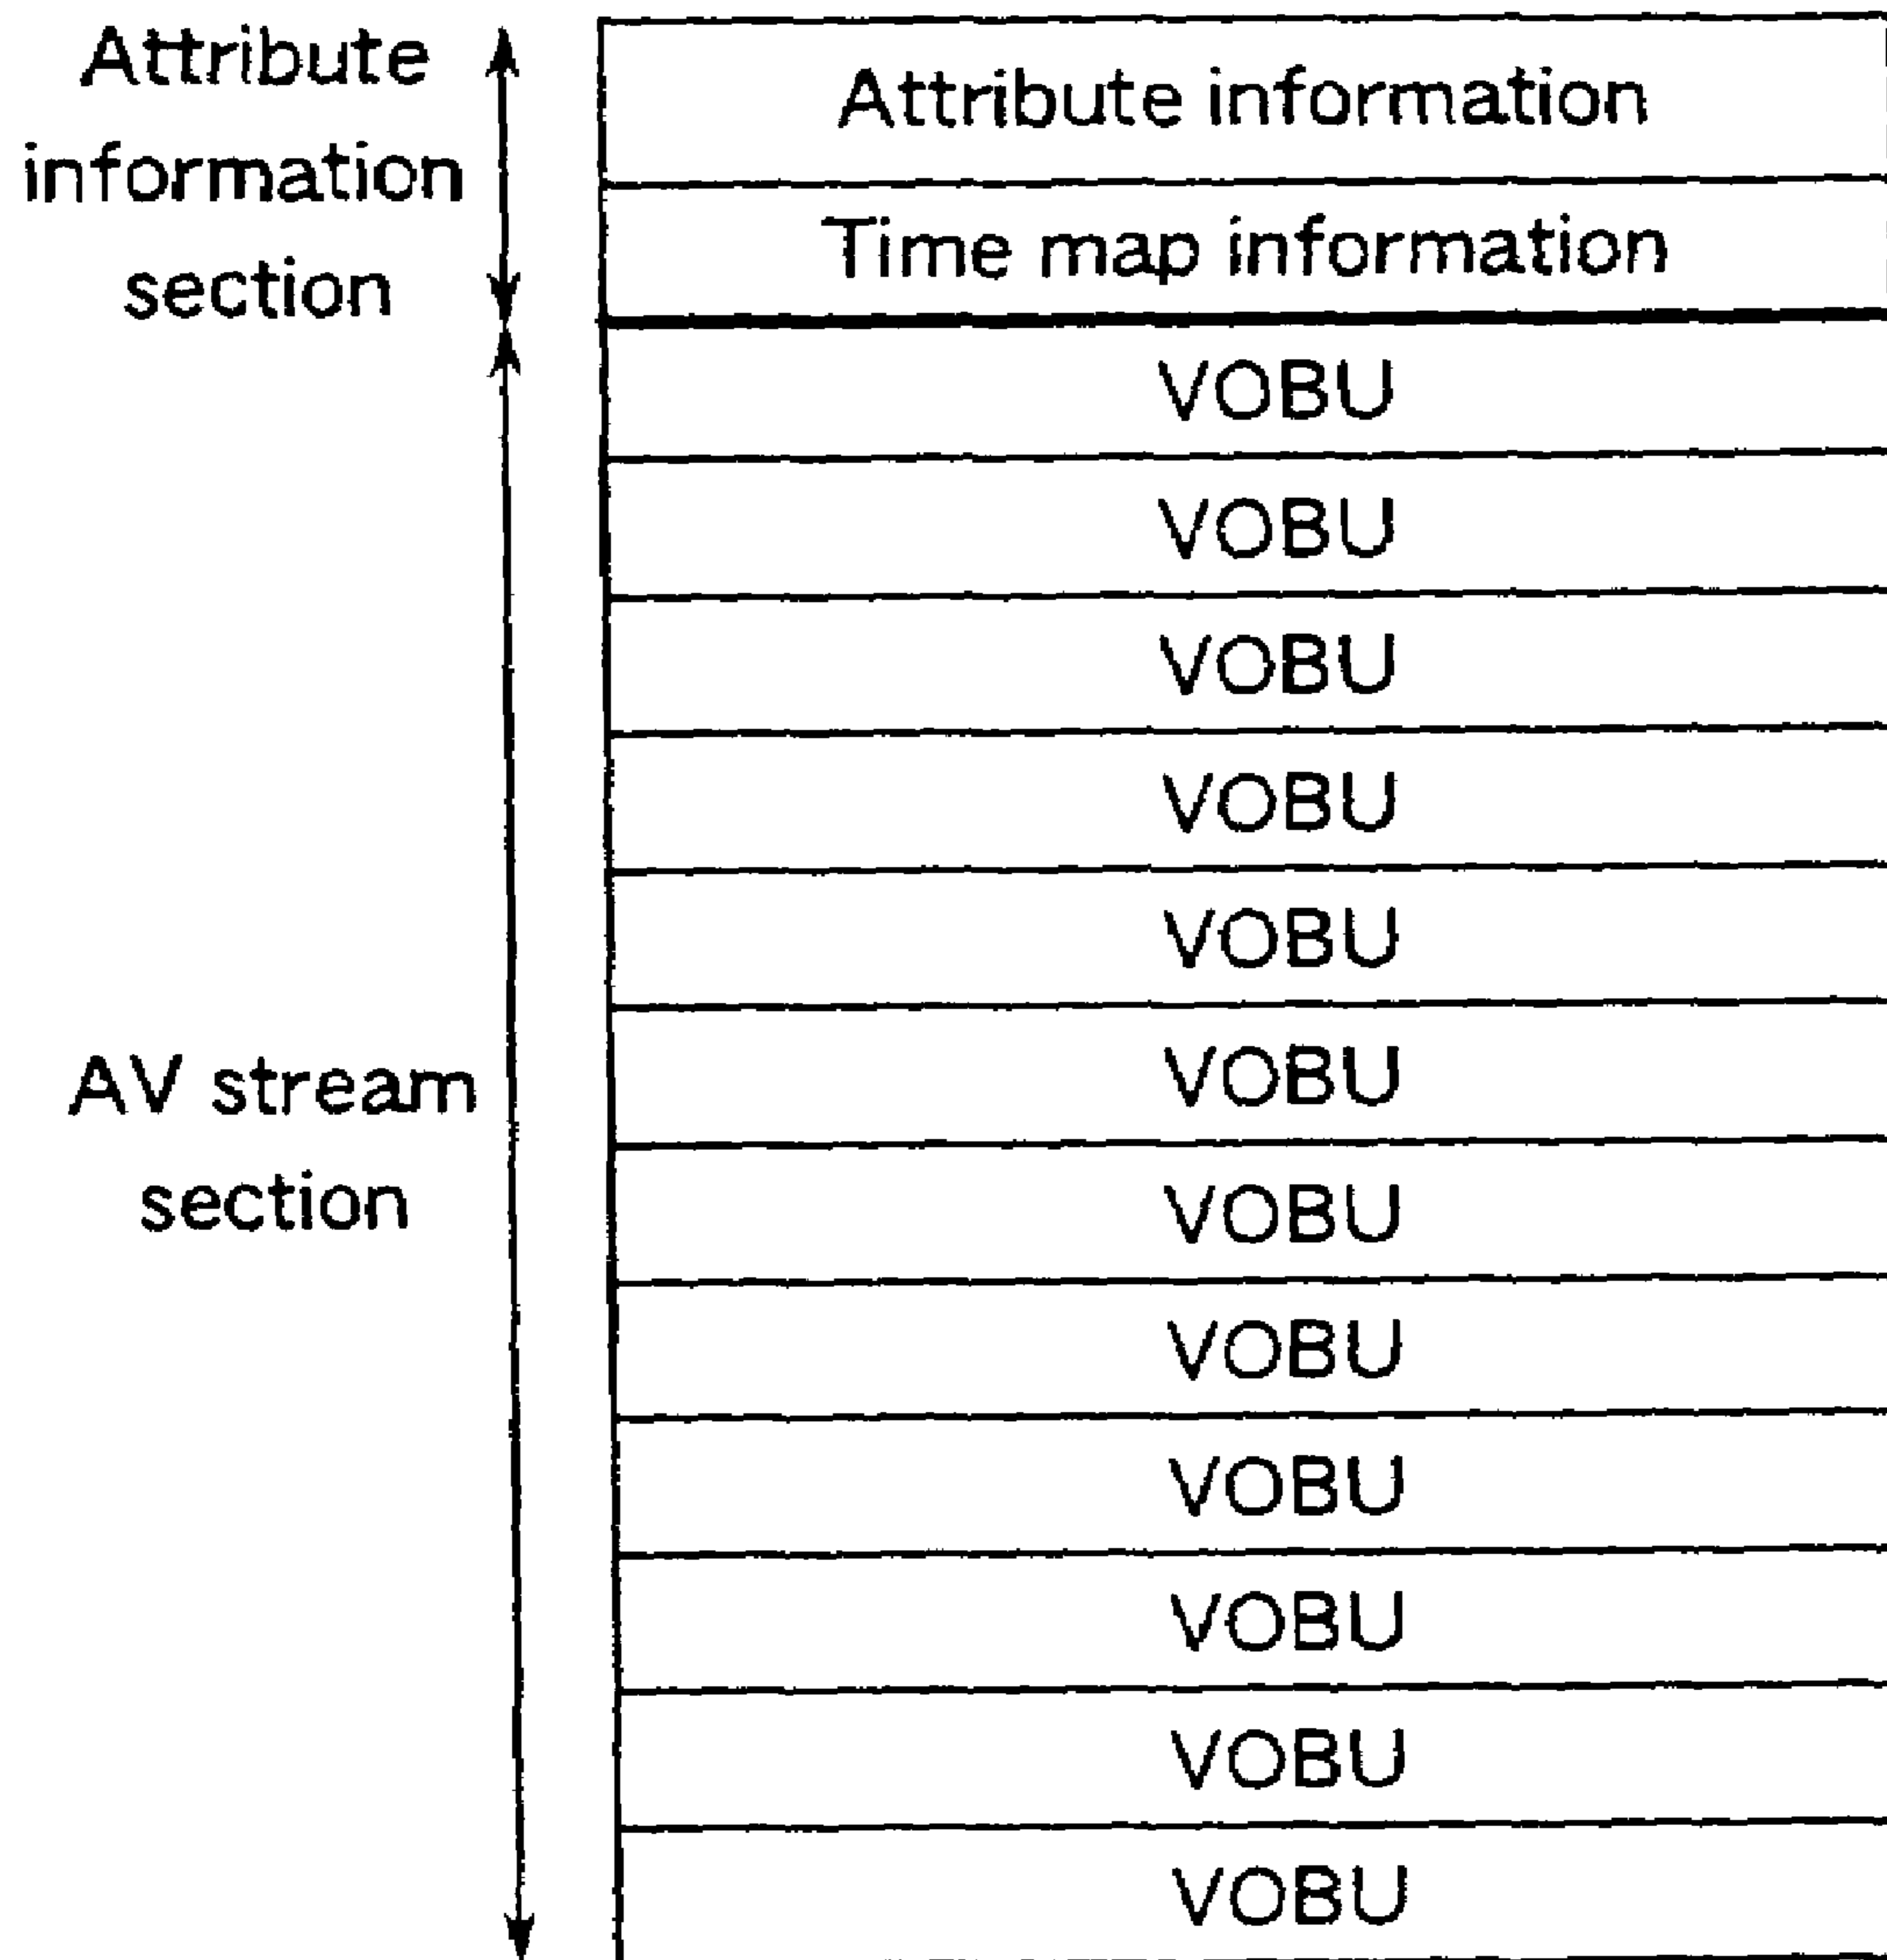 Attribute
information
section
Attribute information
Time map information
VOBU
VOBU
VOBU
VOBU
VOBU
VOBU
VOBU
VOBU
VOBU
VOBU
VOBU
VOBU
AV stream
section